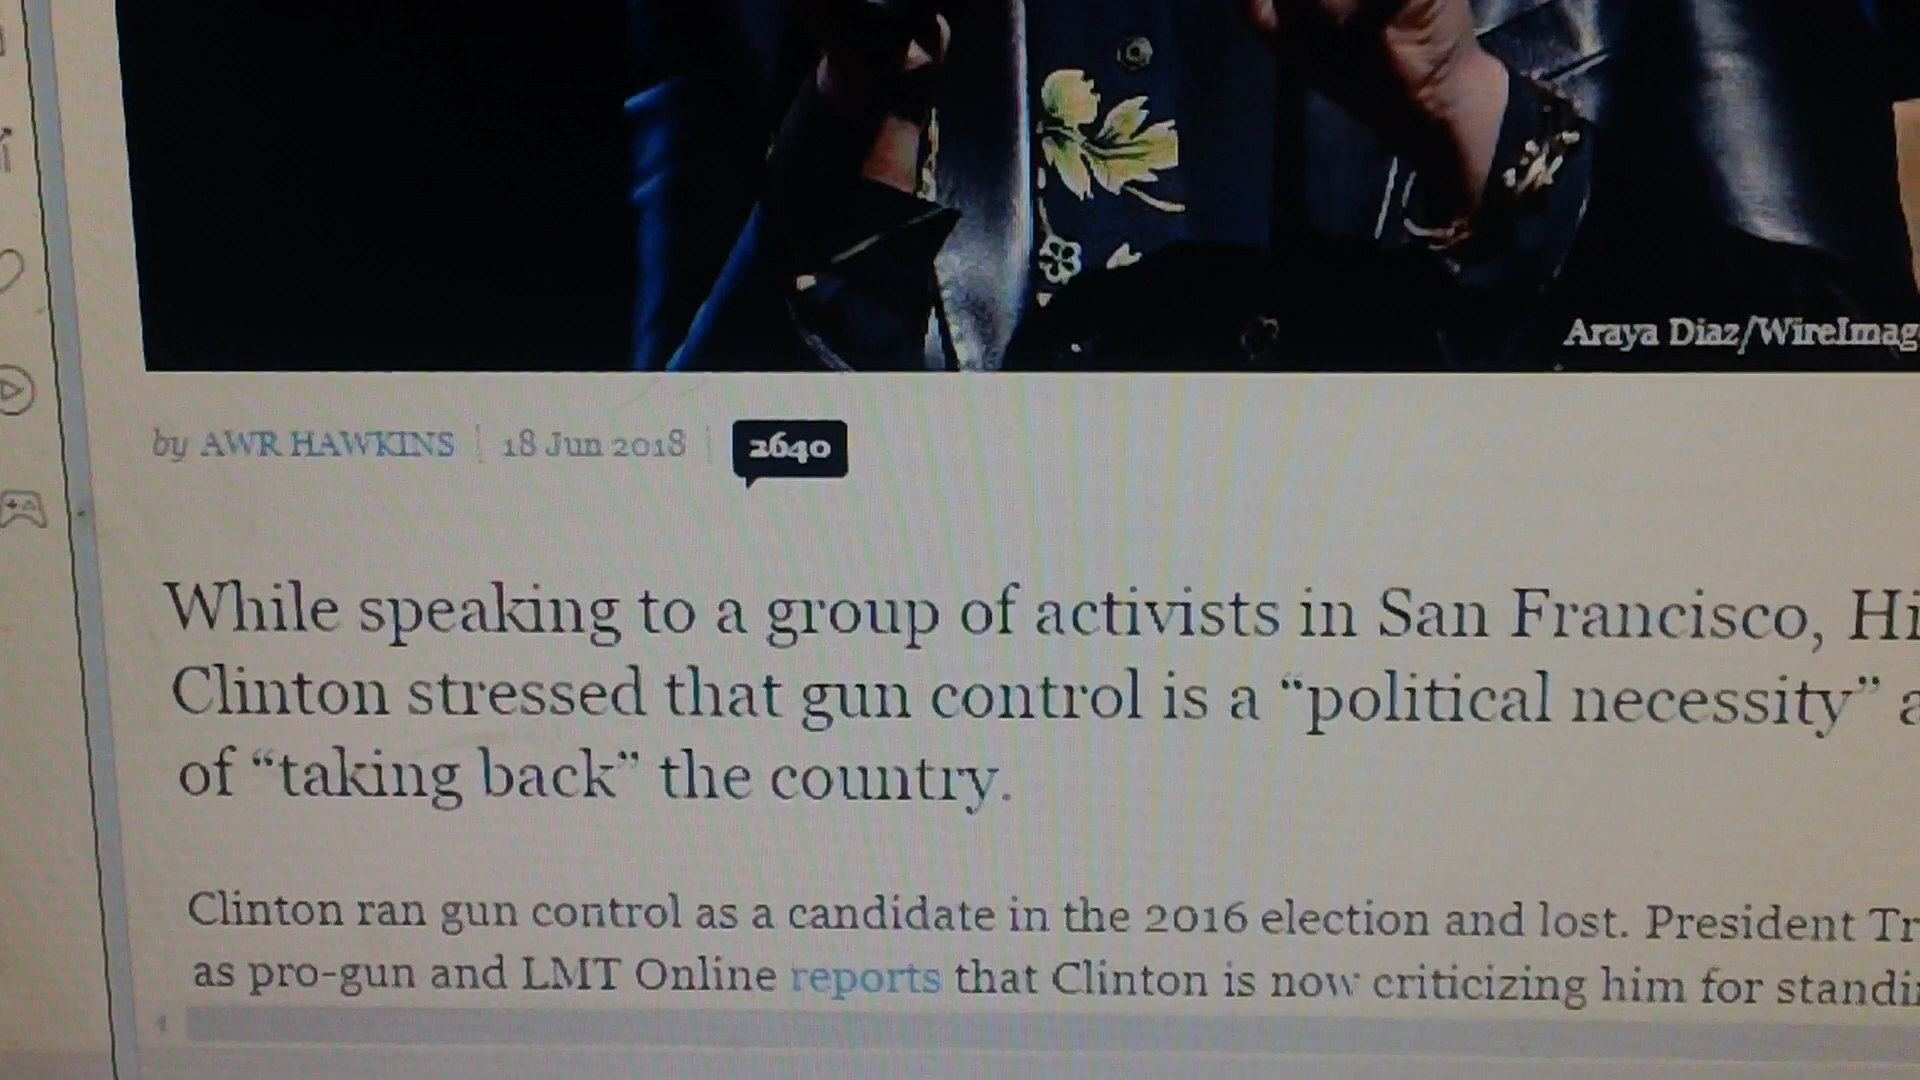 Araya Diaz/WireImag
by AWR HAWKINS | 18 Jun 2018 | 2640
While speaking to a group of activists in San Francisco, Hi
Clinton stressed that gun control is a “political necessity” a
of “taking back” the country.
Clinton ran gun control as a candidate in the 2016 election and lost. President Tr
as pro-gun and LMT Online reports that Clinton is now criticizing him for standi